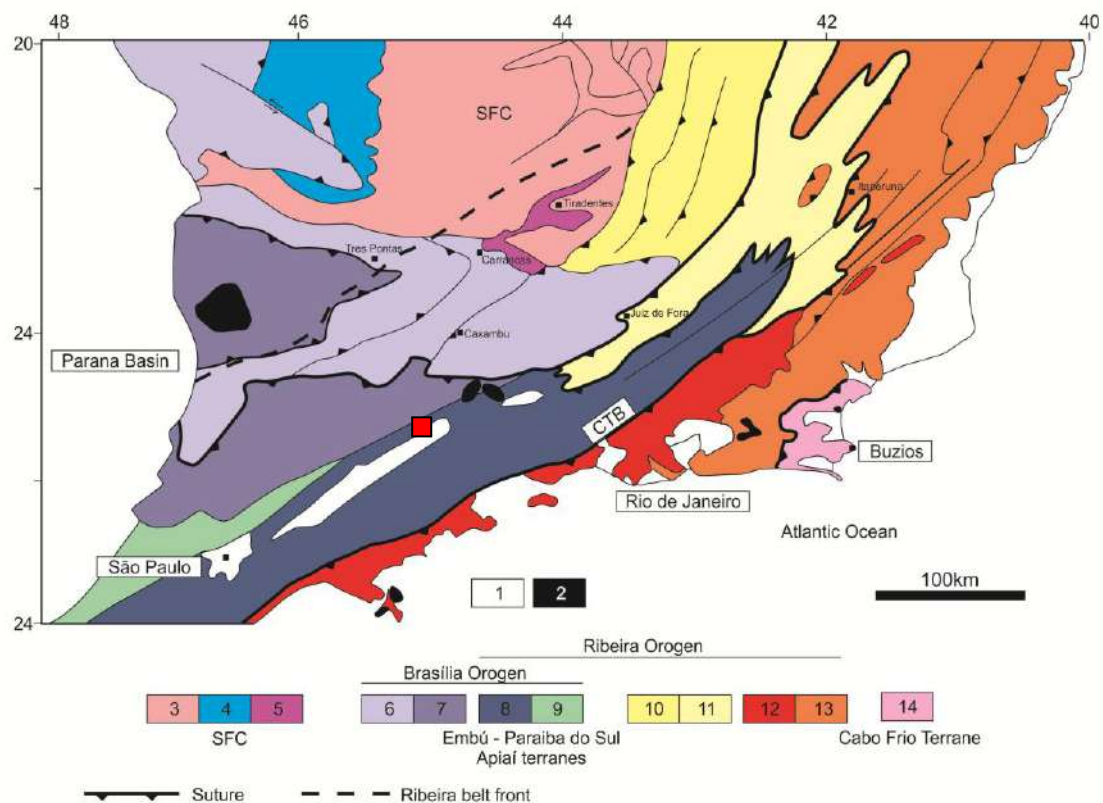 48 46 44 42 40
20
SFC
Itaperuna
Tiradentes
Tres Pontas
Carrancas
24
Juiz de Fora
Caxambu
Parana Basin
CTB
Buzios
Rio de Janeiro
Atlantic Ocean
São Paulo
1 2
100km
24
Ribeira Orogen
Brasília Orogen
3 4 5 6 7 8 9 10 11 12 13 14
SFC
Embú - Paraiba do Sul
Apiaí terranes
Cabo Frio Terrane
Suture
Ribeira belt front